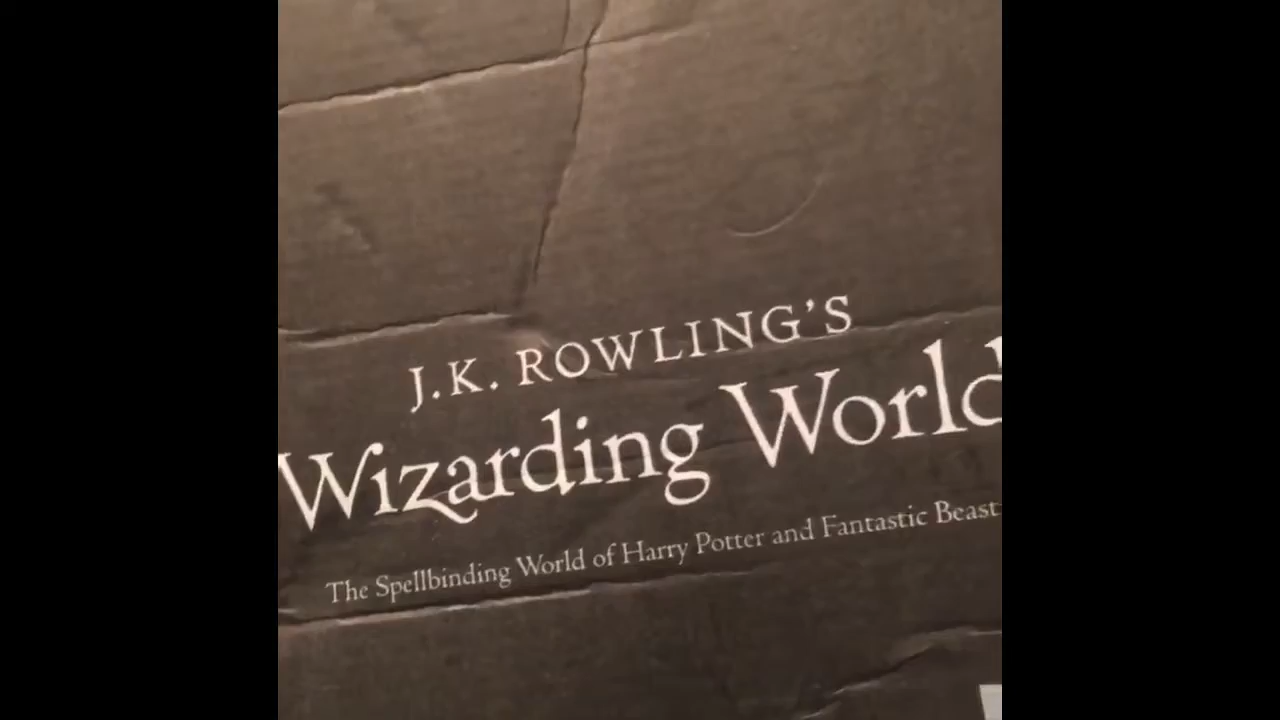 J.K. ROWLING'S
Wizarding World
The Spellbinding World of Harry Potter and Fantastic Beast